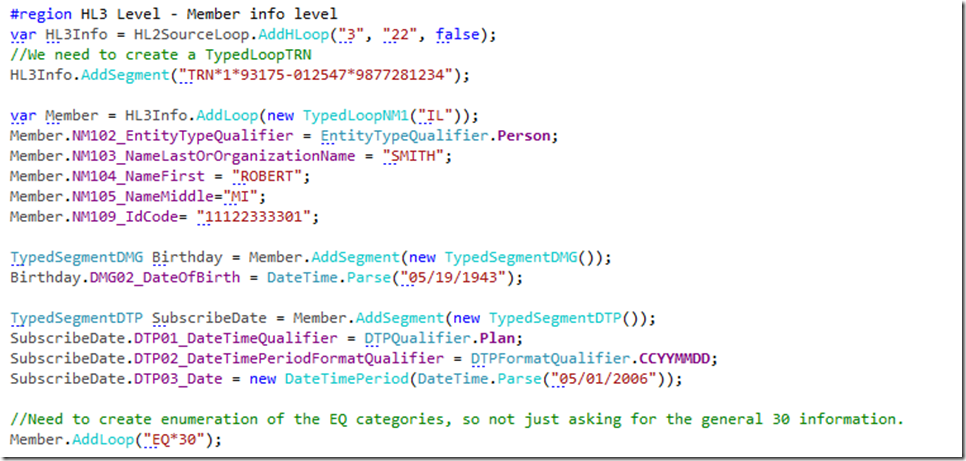 #region HL3 Level - Member info level
var HL3Info = HL2SourceLoop.AddHLoop("3", "22", false);
//We need to create a TypedLoopTRN
HL3Info.AddSegment("TRN*1*93175-012547*9877281234");
var Member = HL3Info.AddLoop(new TypedLoopNM1("IL"));
Member.NM102_EntityTypeQualifier = EntityTypeQualifier.Person;
Member.NM103_NameLastOrOrganizationName = "SMITH";
Member.NM104_NameFirst = "ROBERT";
Member.NM105_NameMiddle="MI";
Member.NM109_IdCode= "11122333301";
TypedSegmentDMG Birthday = Member.AddSegment(new TypedSegmentDMG());
Birthday.DMG02_DateOfBirth = DateTime.Parse("05/19/1943");
TypedSegmentDTP SubscribeDate = Member.AddSegment(new TypedSegmentDTP());
SubscribeDate.DTP01_DateTimeQualifier = DTPQualifier.Plan;
SubscribeDate.DTP02_DateTimePeriodFormatQualifier = DTPFormatQualifier.CCYYMMDD;
SubscribeDate.DTP03_Date = new DateTimePeriod(DateTime.Parse("05/01/2006"));
//Need to create enumeration of the EQ categories, so not just asking for the general 30 information.
Member.AddLoop("EQ*30");